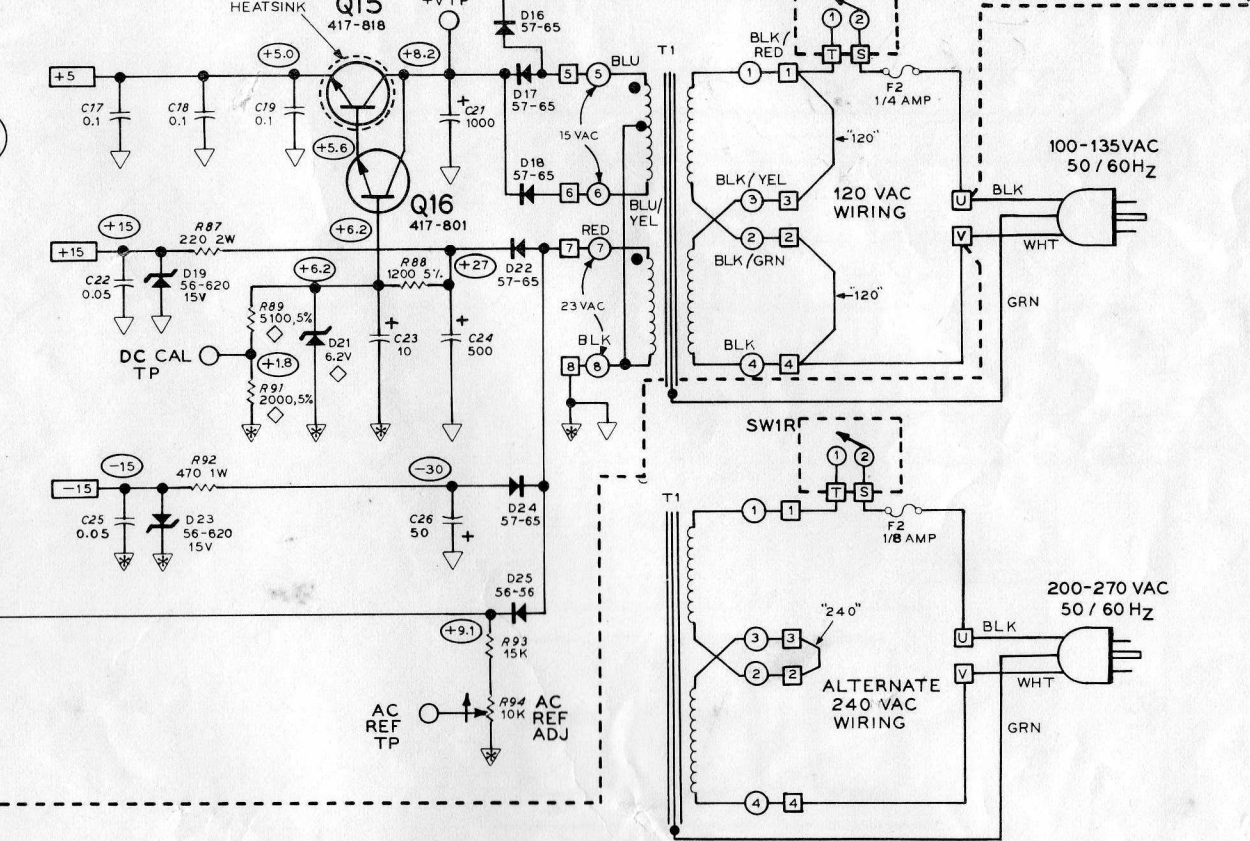 HEATSINK
Q15
417-818
+VTP
D16
57-65
1
2
T
S
BLK/
RED
+5.0
+8.2
T1
BLU
+5
5
5
1
1
F2
1/4 AMP
D17
57-65
C17
0.1
C18
0.1
C19
0.1
+
C21
1000
15 VAC
"120"
100-135VAC
50/60Hz
+5.6
D18
57-65
6
6
BLK/YEL
3
3
120 VAC
WIRING
U
BLK
Q16
417-801
BLU/
YEL
+15
R87
220 2W
+6.2
RED
2
2
V
WHT
+15
7
7
BLK/GRN
+27
D22
57-65
+6.2
R88
1200 5%
C22
0.05
D19
56-620
15V
23 VAC
"120"
GRN
R89
5100,5%
D21
6.2V
+
C23
10
+
C24
500
BLK
BLK
DC CAL
TP
+1.8
8
8
4
4
R91
2000,5%
SW1R
1
2
T
S
-15
R92
470 1W
-30
-15
T1
1
1
F2
1/8 AMP
C25
0.05
D23
56-620
15V
C26
50
+
D24
57-65
D25
56-56
200-270 VAC
50/60 Hz
"240"
+9.1
R93
15K
3
3
U
BLK
2
2
V
WHT
ALTERNATE
240 VAC
WIRING
AC
REF
TP
R94
10K
AC
REF
ADJ
GRN
4
4